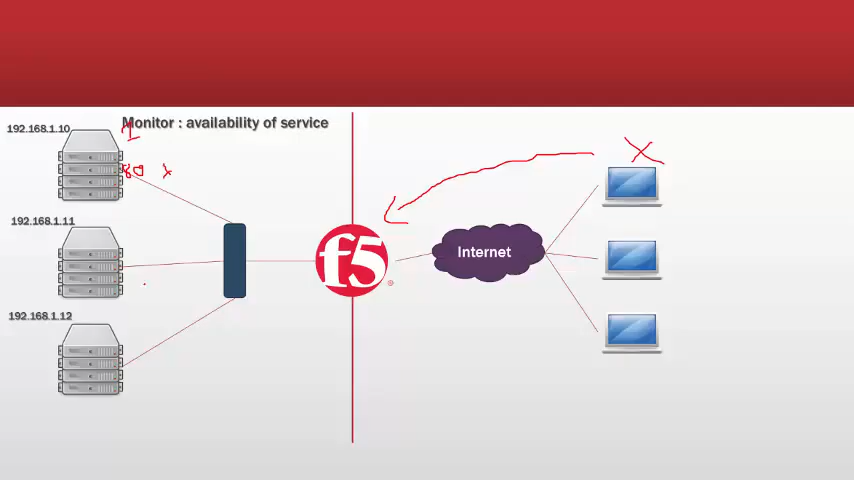 192.168.1.10
Monitor : availability of service
1
80 x
X
192.168.1.11
f5
Internet
192.168.1.12